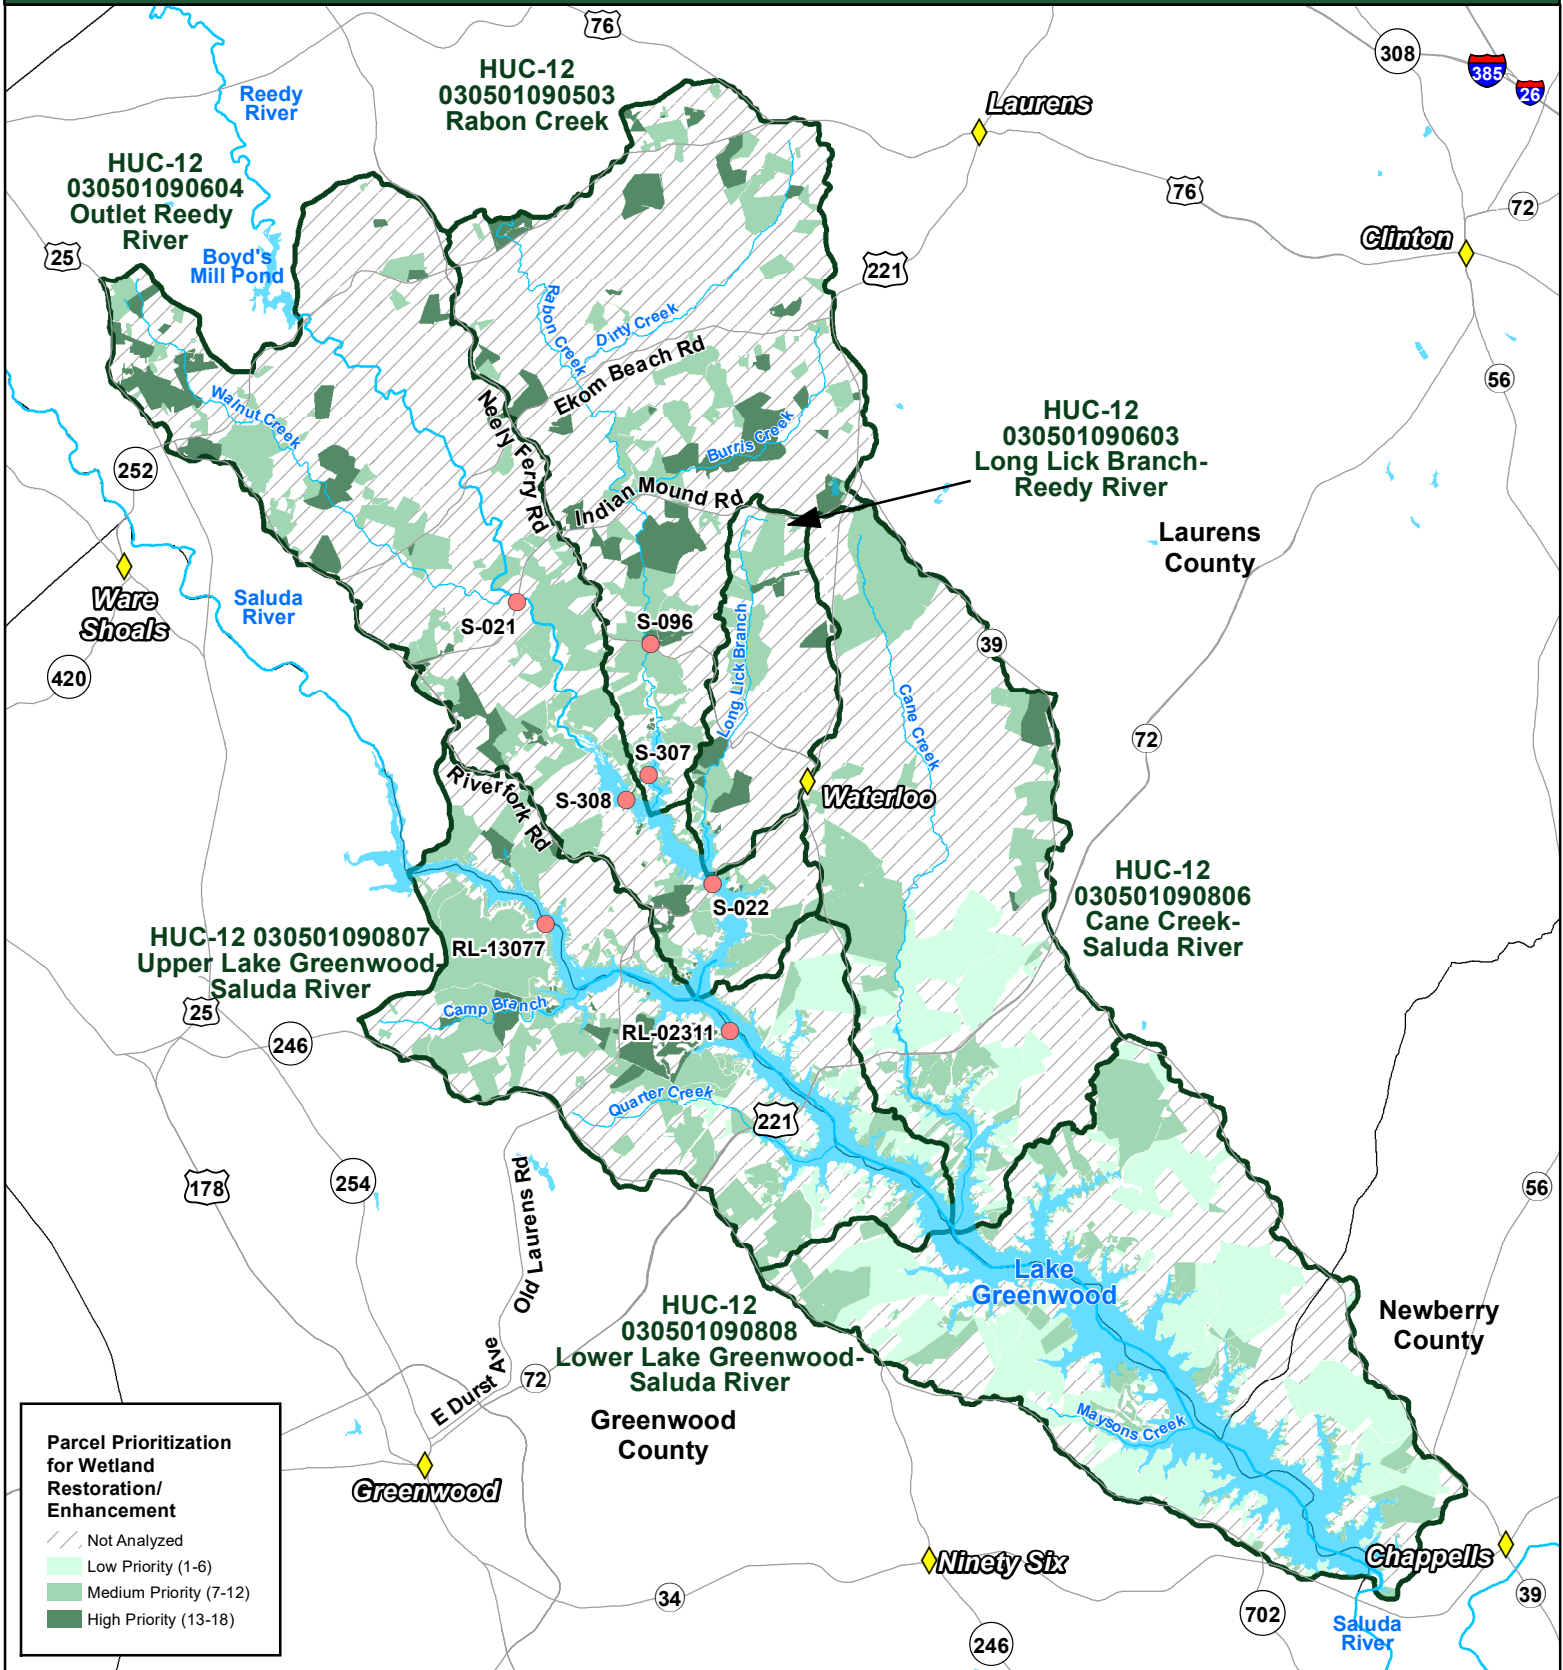 76
308
385
26
HUC-12
030501090503
Rabon Creek
Reedy
River
Laurens
HUC-12
030501090604
Outlet Reedy
River
76
72
25
Boyd's
Mill Pond
221
Clinton
Rabon Creek
Dirty Creek
Ekom Beach Rd
56
Walnut Creek
Neely Ferry Rd
Burris Creek
HUC-12
030501090603
Long Lick Branch-
Reedy River
252
Indian Mound Rd
Laurens
County
Ware
Shoals
Saluda
River
S-021
S-096
Long Lick Branch
39
420
Cane Creek
72
S-307
Riverfork Rd
S-308
Waterloo
HUC-12
030501090806
Cane Creek-
Saluda River
S-022
HUC-12 030501090807
Upper Lake Greenwood-
Saluda River
RL-13077
25
Camp Branch
246
RL-02311
Quarter Creek
221
178
254
Old Laurens Rd
56
Lake
Greenwood
HUC-12
030501090808
Lower Lake Greenwood-
Saluda River
Newberry
County
E Durst Ave
72
Greenwood
County
Maysons Creek
Parcel Prioritization
for Wetland
Restoration/
Enhancement
Not Analyzed
Low Priority (1-6)
Medium Priority (7-12)
High Priority (13-18)
Greenwood
Ninety Six
Chappells
34
702
39
246
Saluda
River